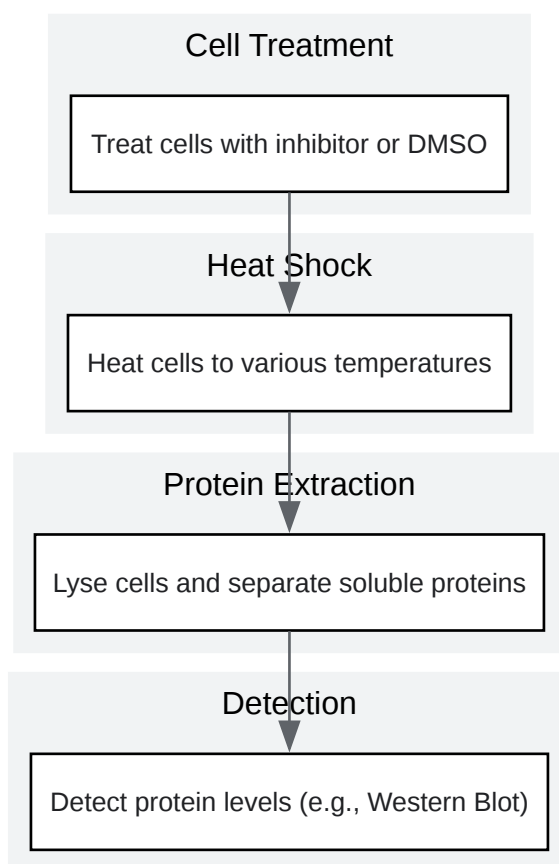 Cell Treatment
Treat cells with inhibitor or DMSO
Heat Shock
Heat cells to various temperatures
Protein Extraction
Lyse cells and separate soluble proteins
Detection
Detect protein levels (e.g., Western Blot)